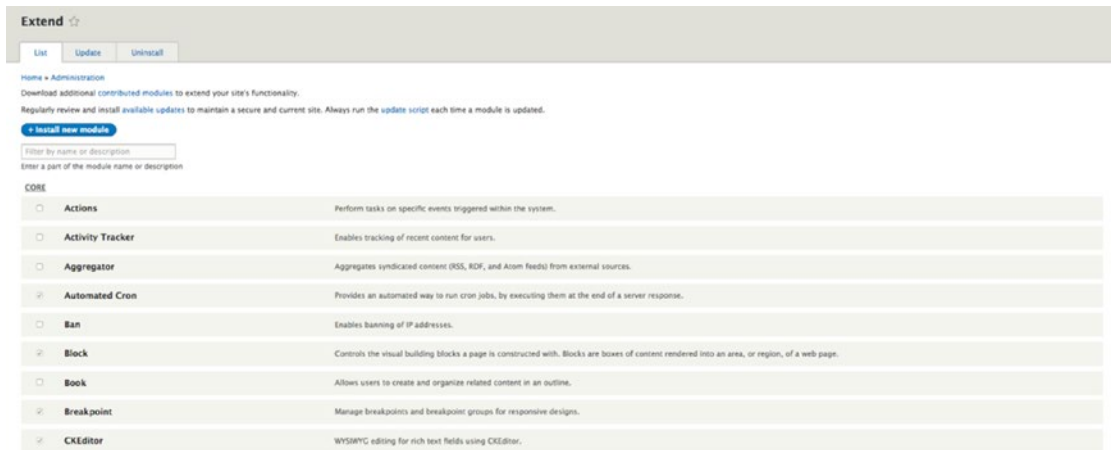 Extend
List Update Uninstall
Home » Administration
Download additional contributed modules to extend your site's functionality.
Regularly review and install available updates to maintain a secure and current site. Always run the update script each time a module is updated.
+ Install new module
Filter by name or description
Enter a part of the module name or description
CORE
Actions Perform tasks on specific events triggered within the system.
Activity Tracker Enables tracking of recent content for users.
Aggregator Aggregates syndicated content (RSS, RDF, and Atom feeds) from external sources.
Automated Cron Provides an automated way to run cron jobs, by executing them at the end of a server response.
Ban Enables banning of IP addresses.
Block Controls the visual building blocks a page is constructed with. Blocks are boxes of content rendered into an area, or region, of a web page.
Book Allows users to create and organize related content in an outline.
Breakpoint Manage breakpoints and breakpoint groups for responsive designs.
CKEditor WYSIWYG editing for rich text fields using CKEditor.